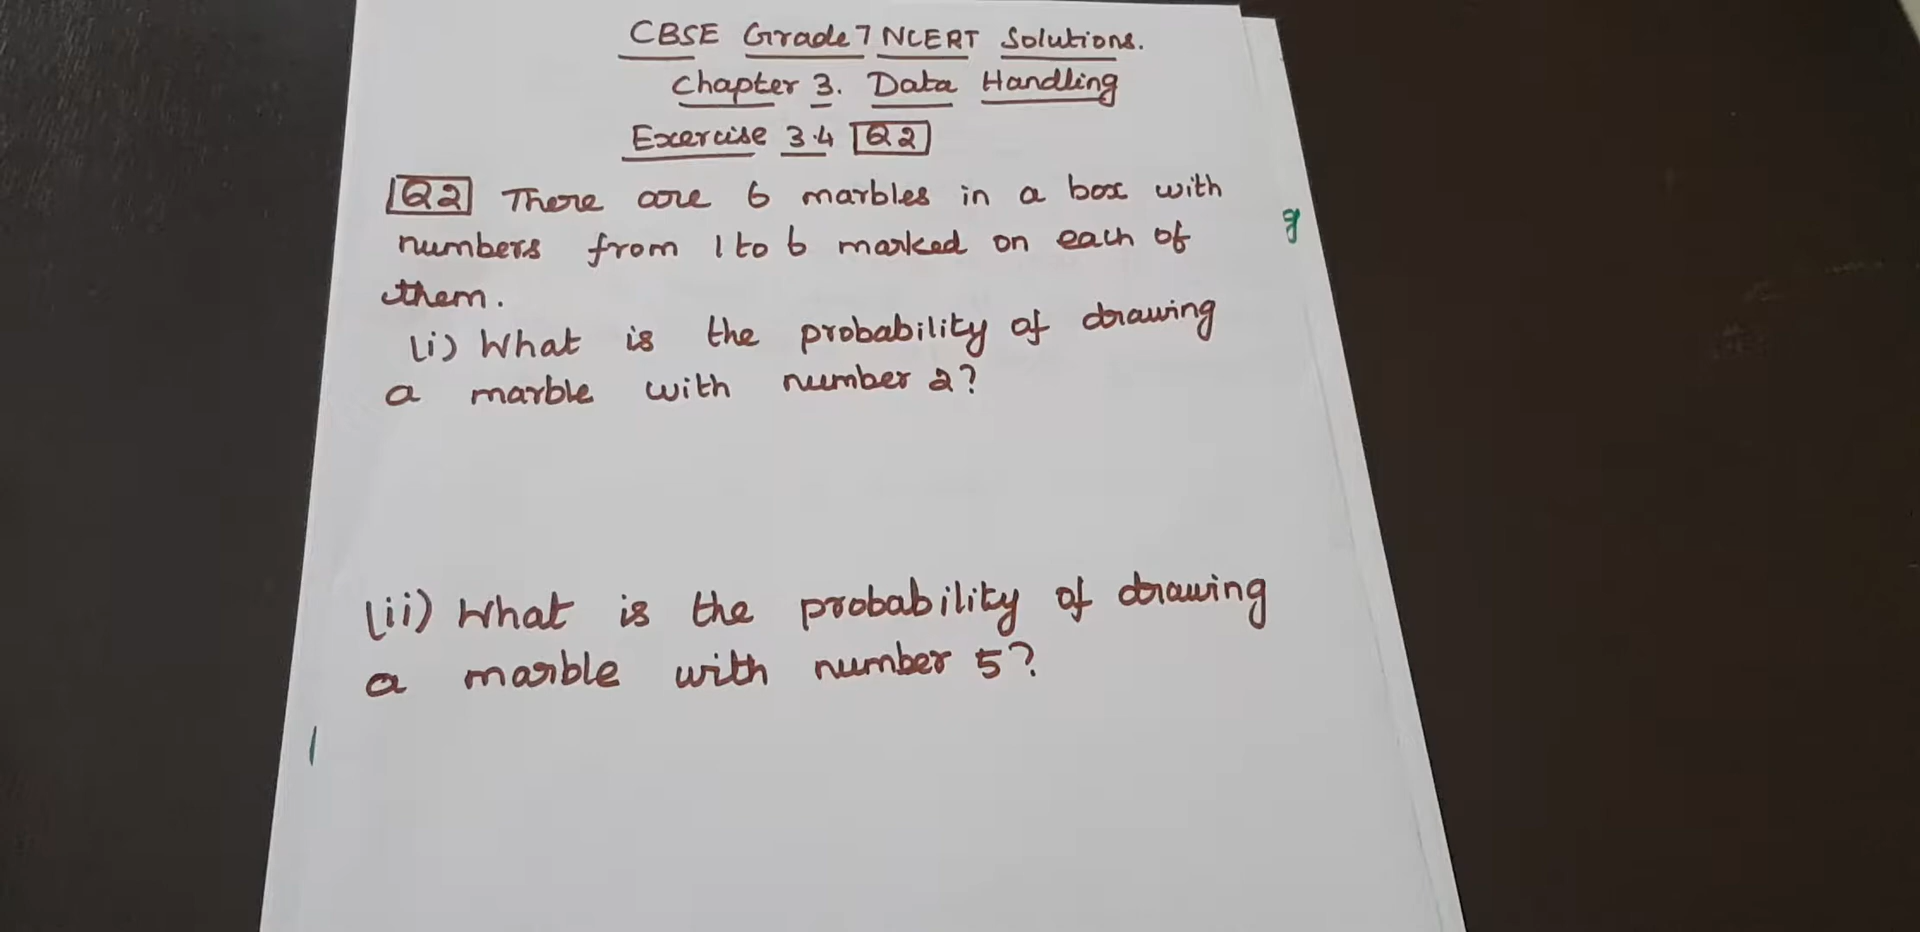 CBSE Grade 7 NCERT Solutions.
Chapter 3. Data Handling
Exercise 3.4 Q2
Q2 There are 6 marbles in a box with
numbers from 1 to 6 marked on each of
them.
(i) What is the probability of drawing
a marble with number 2?
(ii) What is the probability of drawing
a marble with number 5?